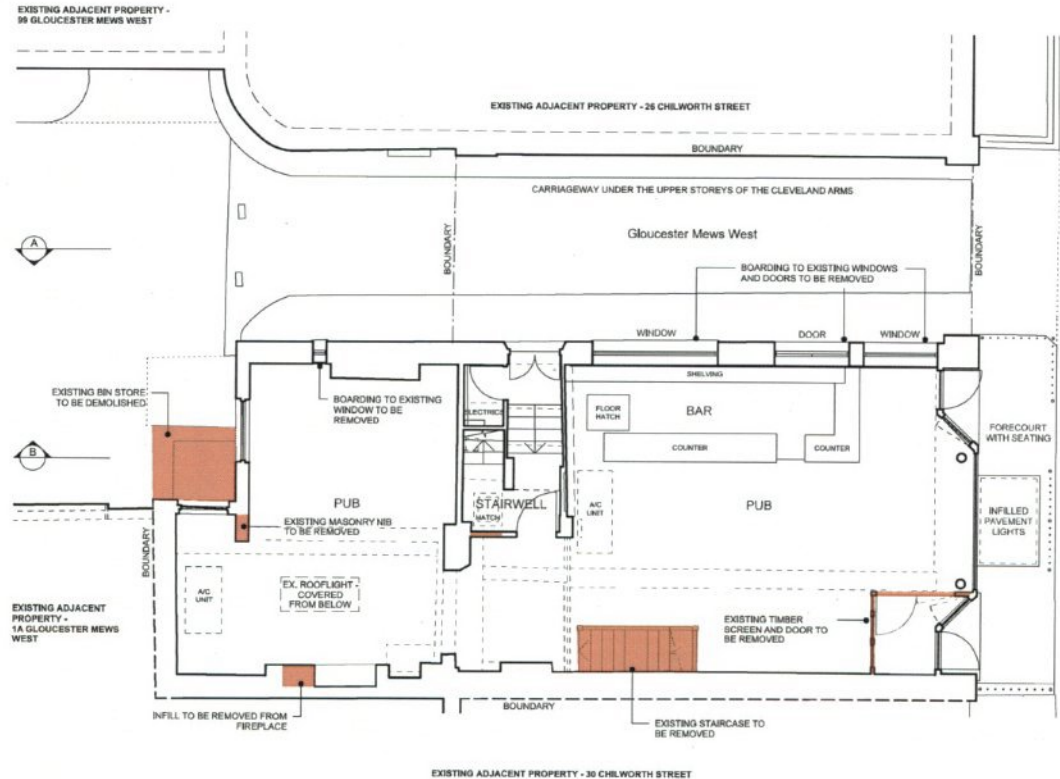 EXISTING ADJACENT PROPERTY -
99 GLOUCESTER MEWS WEST
EXISTING ADJACENT PROPERTY - 26 CHILWORTH STREET
BOUNDARY
CARRIAGEWAY UNDER THE UPPER STOREYS OF THE CLEVELAND ARMS
A
Gloucester Mews West
BOUNDARY
BOUNDARY
BOARDING TO EXISTING WINDOWS
AND DOORS TO BE REMOVED
WINDOW
DOOR
WINDOW
SHELVING
EXISTING BIN STORE
TO BE DEMOLISHED
BOARDING TO EXISTING
WINDOW TO BE
REMOVED
ELECTRICS
FLOOR
HATCH
BAR
COUNTER
COUNTER
FORECOURT
WITH SEATING
B
PUB
STAIRWELL
HATCH
A/C
UNIT
PUB
INFILLED
PAVEMENT
LIGHTS
EXISTING MASONRY NIB
TO BE REMOVED
BOUNDARY
A/C
UNIT
EX. ROOFLIGHT -
COVERED
FROM BELOW
EXISTING ADJACENT
PROPERTY -
1A GLOUCESTER MEWS
WEST
EXISTING TIMBER
SCREEN AND DOOR TO
BE REMOVED
INFILL TO BE REMOVED FROM
FIREPLACE
BOUNDARY
EXISTING STAIRCASE TO
BE REMOVED
EXISTING ADJACENT PROPERTY - 30 CHILWORTH STREET